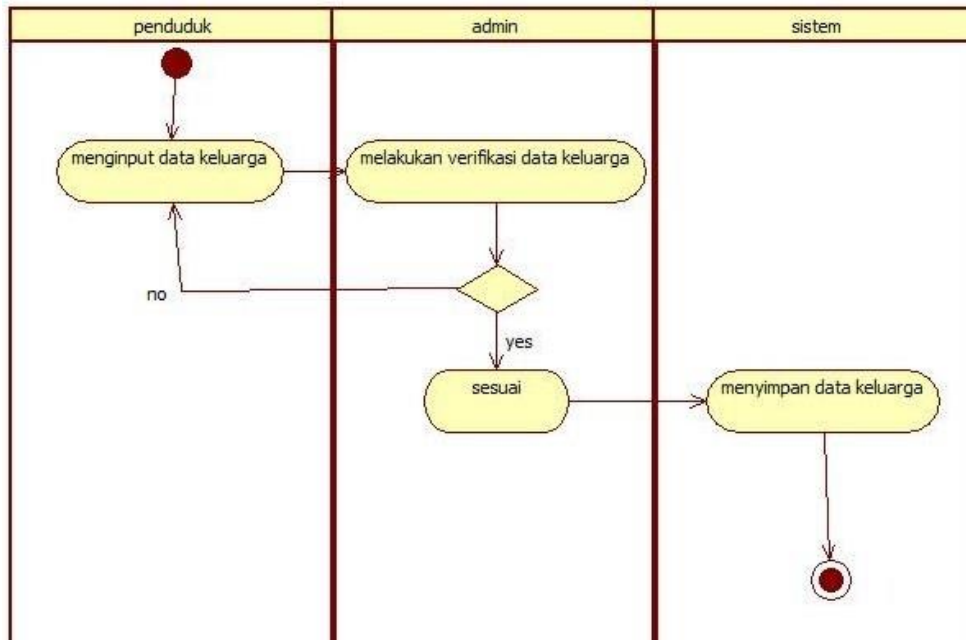 penduduk
admin
sistem
menginput data keluarga
melakukan verifikasi data keluarga
no
yes
sesuai
menyimpan data keluarga